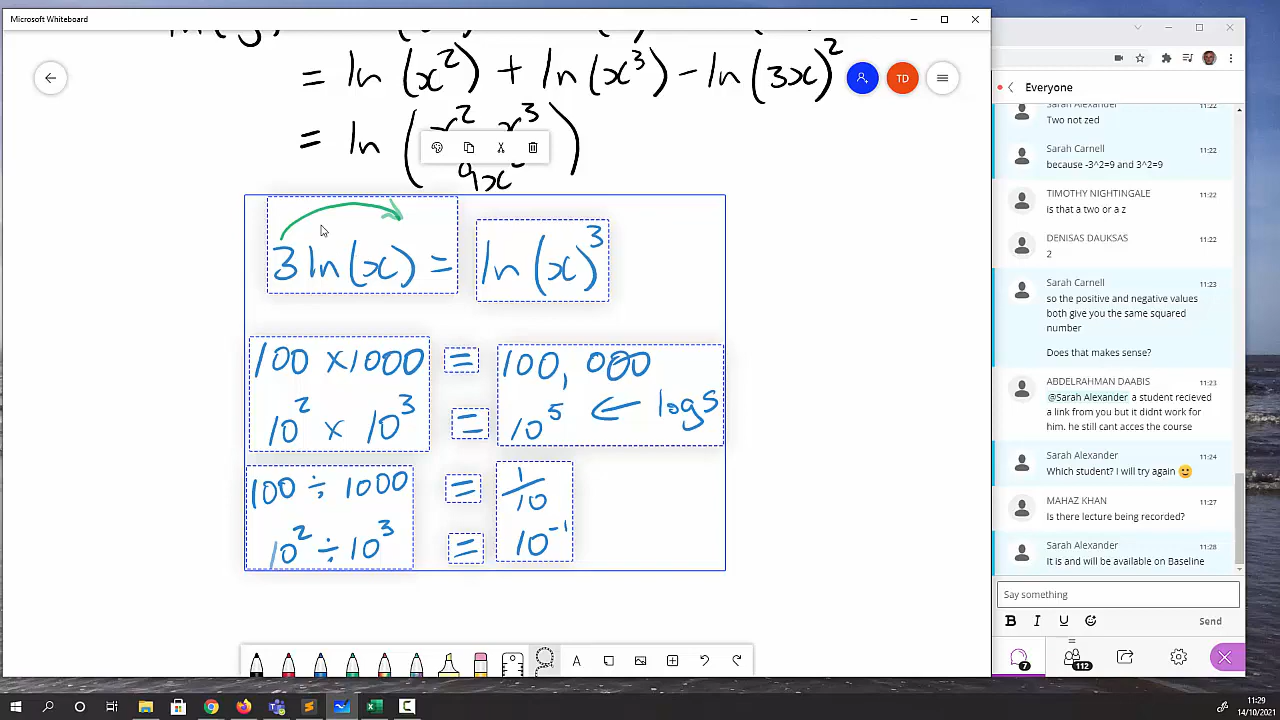 Microsoft Whiteboard
= ln (x²) + ln (x³) - ln (3x)²
= ln ( x² x³
9x
TD
3 ln(x) = ln (x)³
100 x 1000 = 100, 000
10² x 10³ = 10⁵ ← logs
100 ÷ 1000 = 1/10
10² ÷ 10³ = 10⁻¹
Everyone
Sarah Alexander 11:22
Two not zed
Sarah Carnell 11:22
because -3^2=9 and 3^2=9
TIMOTHY NIGHTINGALE 11:22
is that a two or a z
DENISAS DAUKSAS 11:22
2
Sarah Carnell 11:23
so the positive and negative values
both give you the same squared
number
Does that makes sense?
ABDELRAHMAN DAABIS 11:23
@Sarah Alexander a student recieved
a link from you but it didnt work for
him. he still cant acces the course
Sarah Alexander 11:24
Which student? I will try again
MAHAZ KHAN 11:27
Is there lecture being recorded?
Sarah Alexander 11:28
It is and will be available on Baseline
Say something
B I U Send
7
112
11:29
14/10/2021